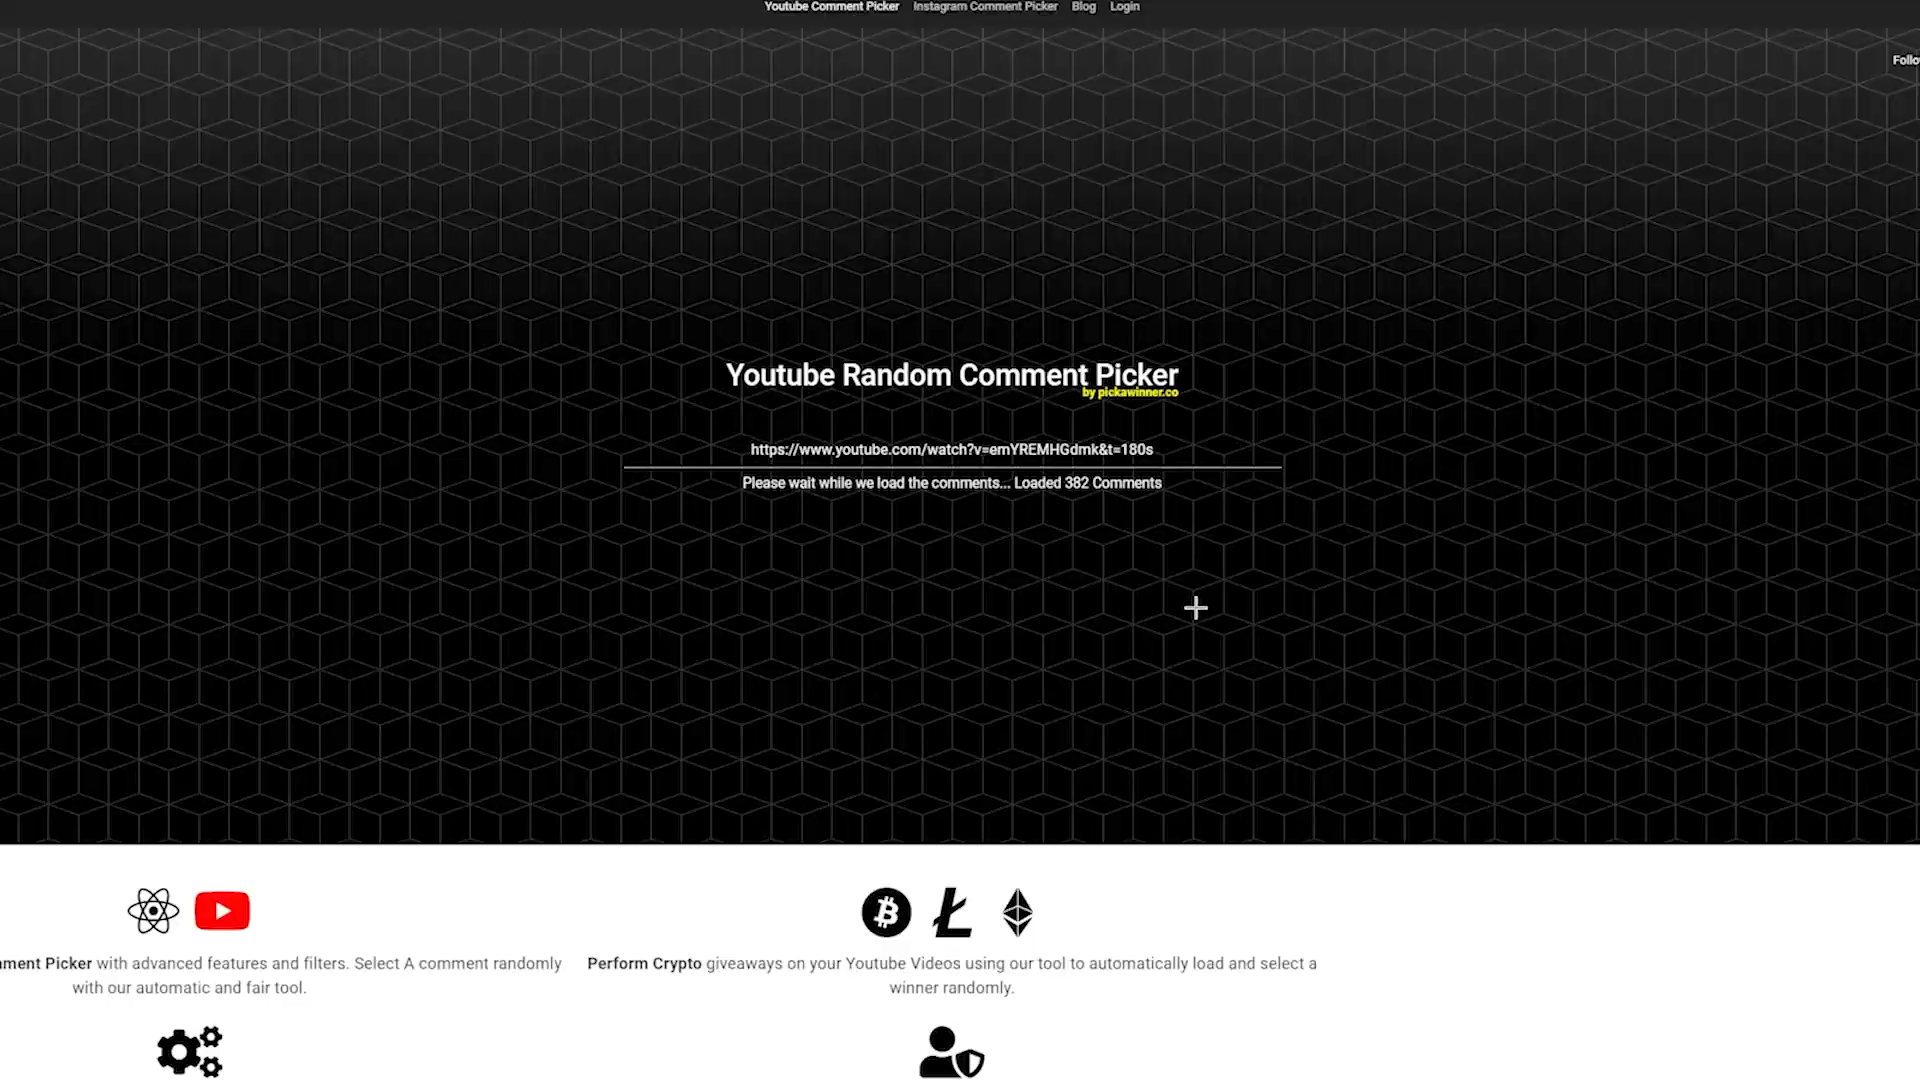 Youtube Comment Picker Instagram Comment Picker Blog Login
Follo
Youtube Random Comment Picker
by pickawinner.co
https://www.youtube.com/watch?v=emYREMHGdmk&t=180s
Please wait while we load the comments... Loaded 382 Comments
mment Picker with advanced features and filters. Select A comment randomly
with our automatic and fair tool.
Perform Crypto giveaways on your Youtube Videos using our tool to automatically load and select a
winner randomly.